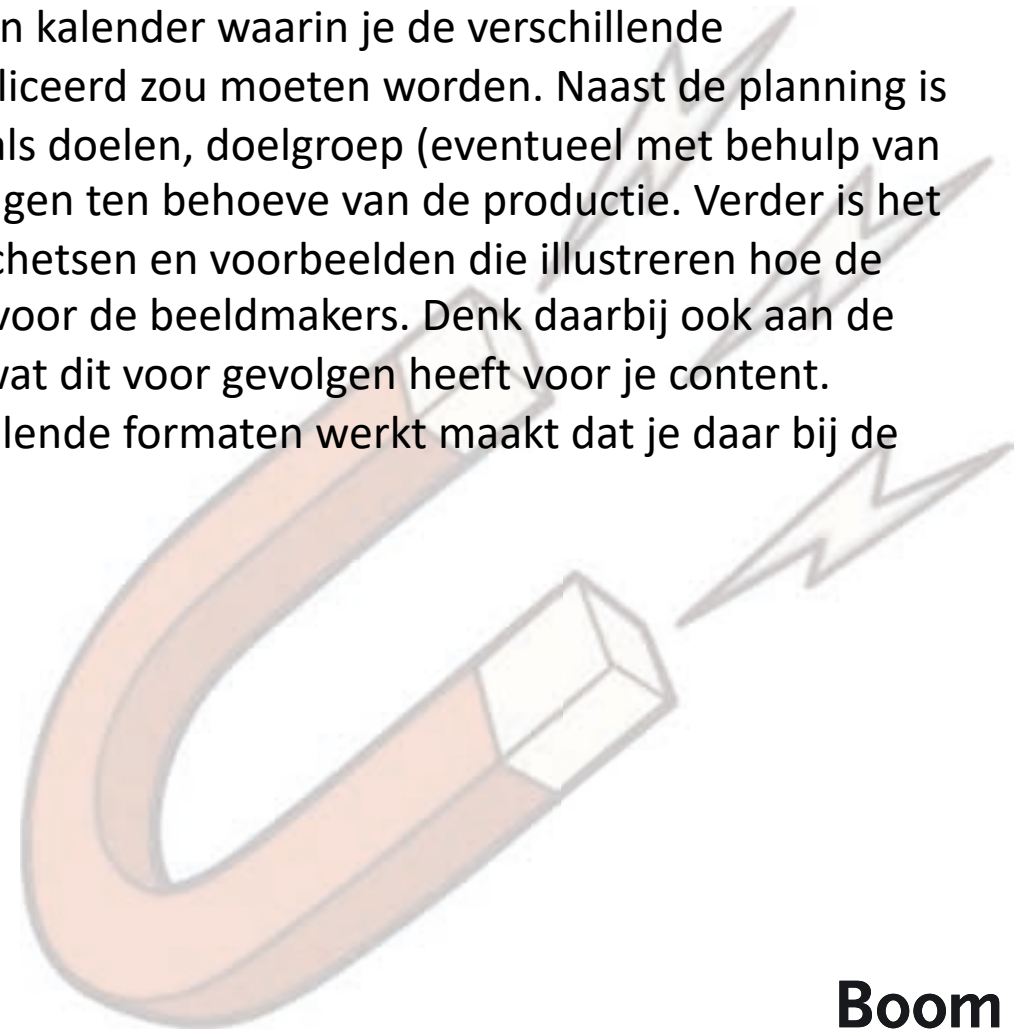 n kalender waarin je de verschillende
liceerd zou moeten worden. Naast de planning is
als doelen, doelgroep (eventueel met behulp van
gen ten behoeve van de productie. Verder is het
chetsen en voorbeelden die illustreren hoe de
voor de beeldmakers. Denk daarbij ook aan de
wat dit voor gevolgen heeft voor je content.
llende formaten werkt maakt dat je daar bij de
Boom